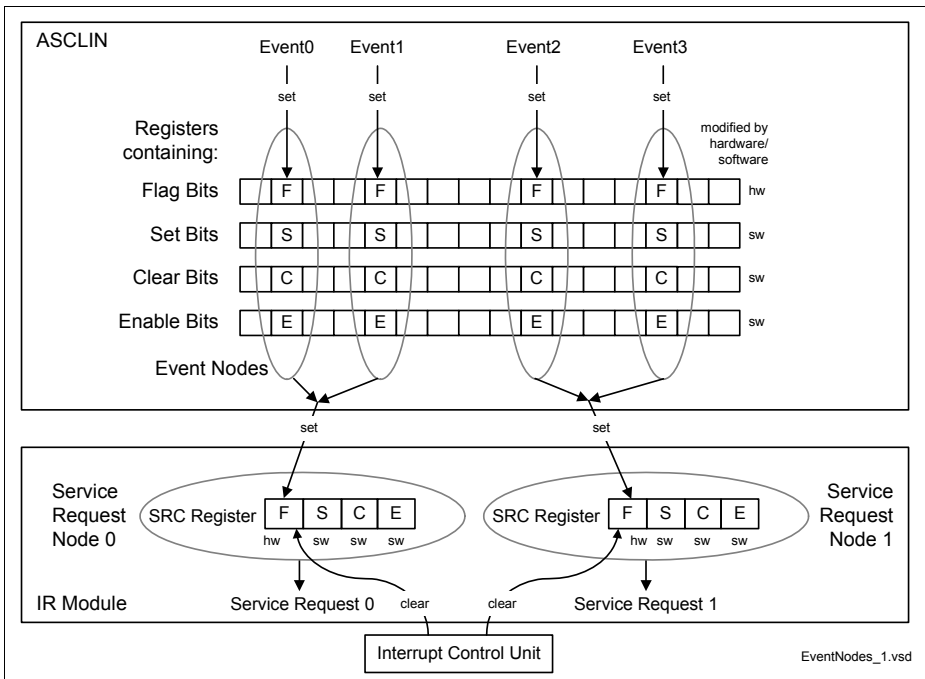 ASCLIN
Event0 Event1 Event2 Event3
set set set set
Registers
containing:
modified by
hardware/
software
Flag Bits F F F F hw
Set Bits S S S S sw
Clear Bits C C C C sw
Enable Bits E E E E sw
Event Nodes
set set
Service
Request
Node 0
SRC Register F S C E
hw sw sw sw
SRC Register F S C E
hw sw sw sw
Service
Request
Node 1
IR Module
Service Request 0 clear clear Service Request 1
Interrupt Control Unit
EventNodes_1.vsd